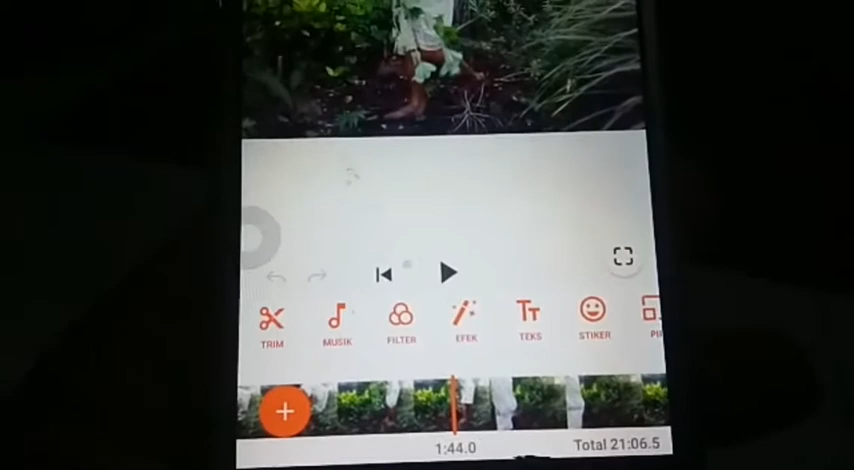 TRIM MUSIK FILTER EFEK TEKS STIKER
1:44.0 Total 21:06.5